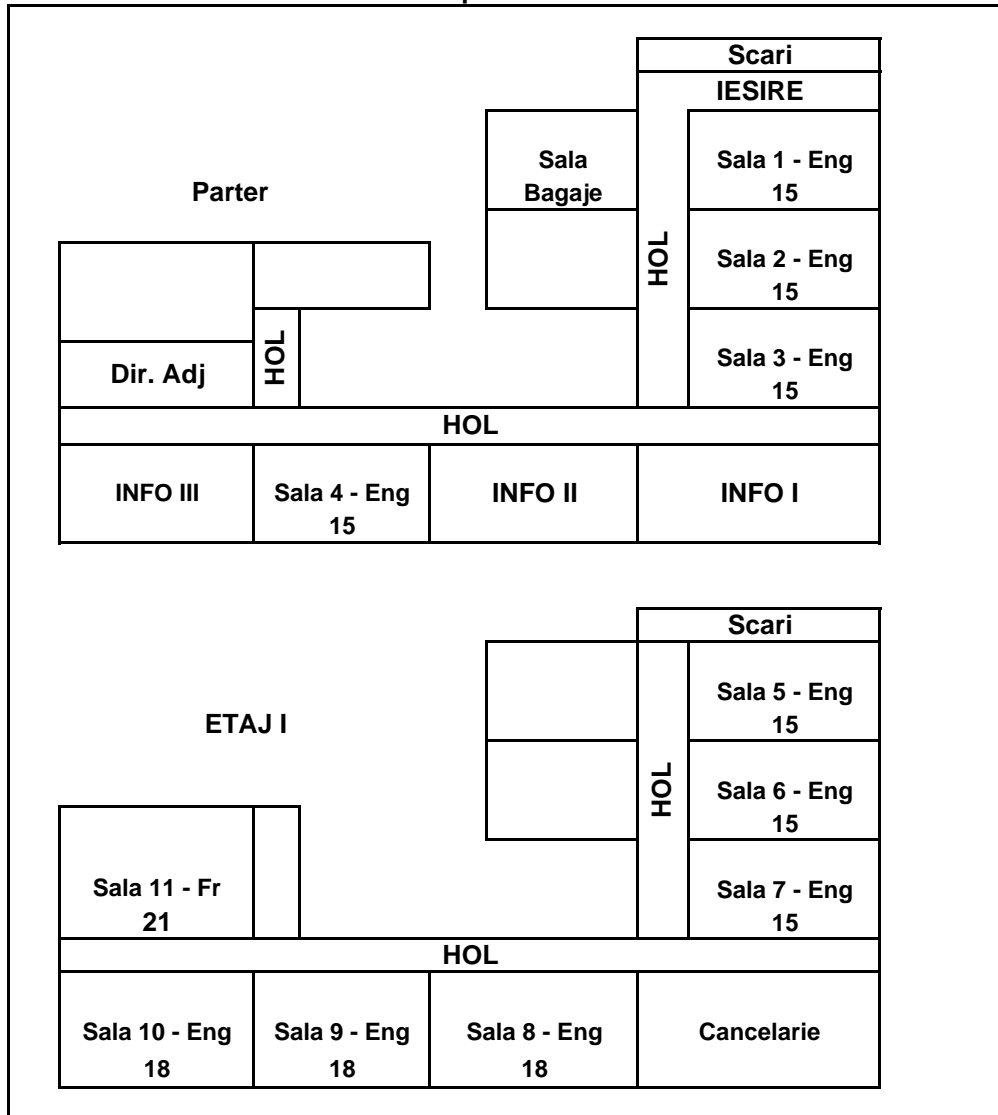 Scari
IESIRE
Sala
Bagaje
Sala 1 - Eng
15
Parter
HOL
Sala 2 - Eng
15
HOL
Sala 3 - Eng
15
Dir. Adj
HOL
INFO III
Sala 4 - Eng
15
INFO II
INFO I
Scari
Sala 5 - Eng
15
ETAJ I
HOL
Sala 6 - Eng
15
Sala 11 - Fr
21
Sala 7 - Eng
15
HOL
Sala 10 - Eng
18
Sala 9 - Eng
18
Sala 8 - Eng
18
Cancelarie